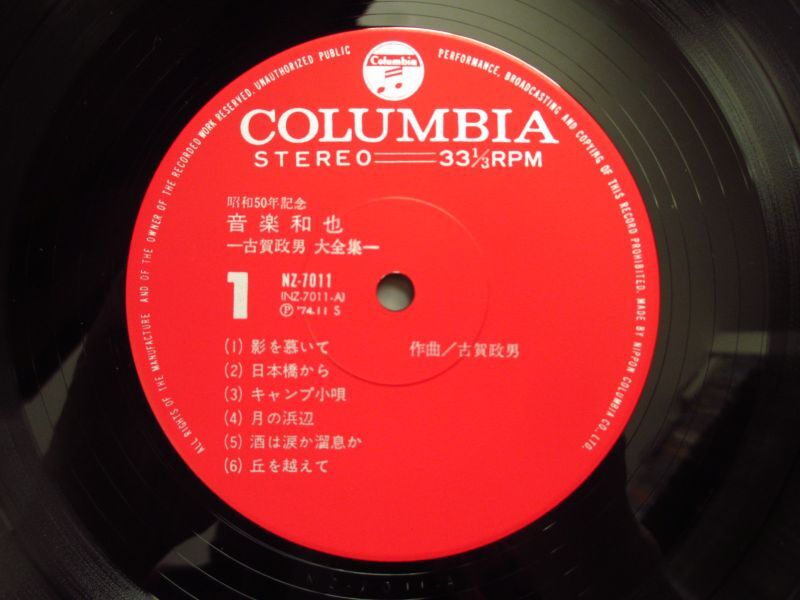 Columbia
COLUMBIA
STEREO 33 1/3 RPM
昭和50年記念
音楽和也
―古賀政男 大全集―
1
NZ-7011
(NZ-7011-A)
Ⓟ '74.11 S
(1) 影を慕いて
作曲/古賀政男
(2) 日本橋から
(3) キャンプ小唄
(4) 月の浜辺
(5) 酒は涙か溜息か
(6) 丘を越えて
ALL RIGHTS OF THE MANUFACTURE AND OF THE OWNER OF THE RECORDED WORK RESERVED. UNAUTHORIZED PUBLIC PERFORMANCE, BROADCASTING AND COPYING OF THIS RECORD PROHIBITED. MADE BY NIPPON COLUMBIA CO., LTD.